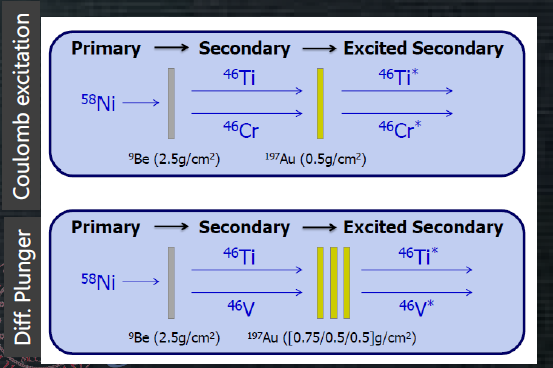 Coulomb excitation
Primary → Secondary → Excited Secondary
⁵⁸Ni
⁴⁶Ti
⁴⁶Ti*
⁴⁶Cr
⁴⁶Cr*
⁹Be (2.5g/cm²)
¹⁹⁷Au (0.5g/cm²)
Diff. Plunger
Primary → Secondary → Excited Secondary
⁵⁸Ni
⁴⁶Ti
⁴⁶Ti*
⁴⁶V
⁴⁶V*
⁹Be (2.5g/cm²)
¹⁹⁷Au ([0.75/0.5/0.5]g/cm²)